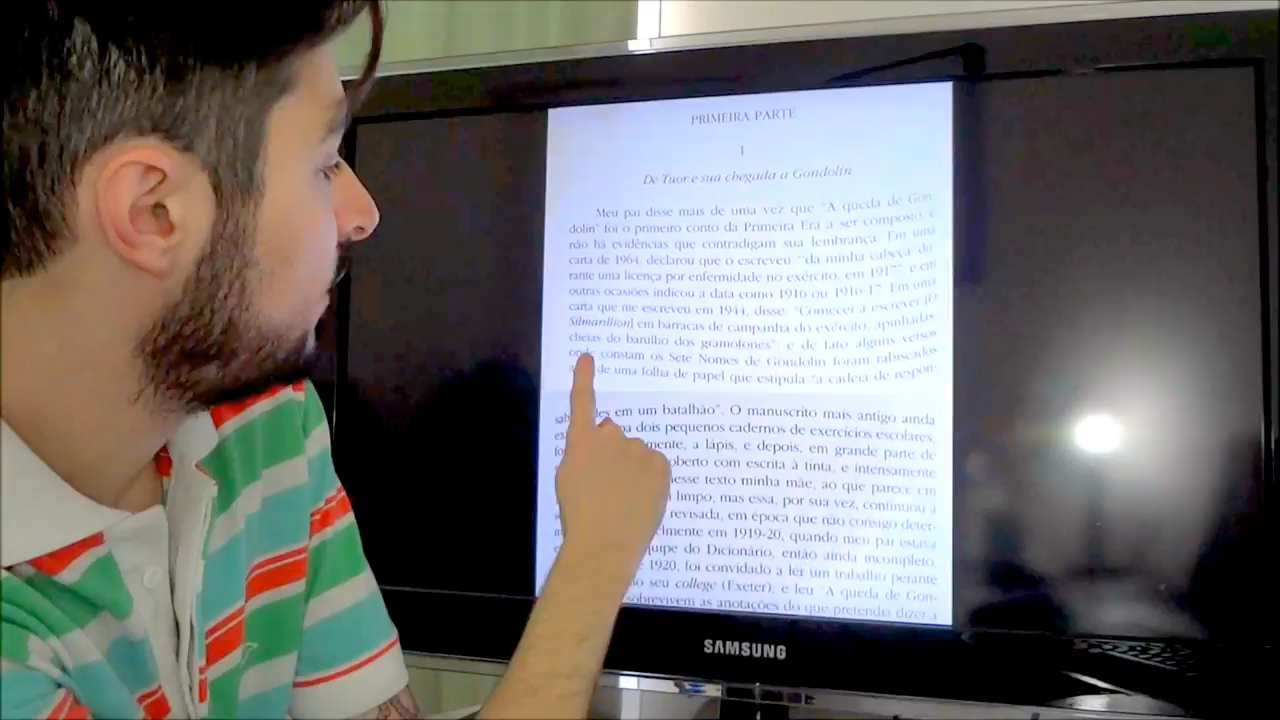 PRIMEIRA PARTE
1
De Tuor e sua chegada a Gondolin
Meu pai disse mais de uma vez que "A queda de Gon-
dolin" foi o primeiro conto da Primeira Era a ser composto, e
não há evidências que contradigam sua lembrança. Em uma
carta de 1964, declarou que o escreveu "'da minha cabeça' du-
rante uma licença por enfermidade no exército, em 1917", e em
outras ocasiões indicou a data como 1916 ou 1916-17. Em uma
carta que me escreveu em 1944, disse: "Comecei a escrever [O
Silmarillion] em barracas de campanha do exército, apinhadas,
cheias do barulho dos gramofones"; e de fato alguns versos
onde constam os Sete Nomes de Gondolin foram rabiscados
de uma folha de papel que estipula "a cadeia de respon-
em um batalhão". O manuscrito mais antigo ainda
dois pequenos cadernos de exercícios escolares,
mente, a lápis, e depois, em grande parte de
oberto com escrita à tinta, e intensamente
nesse texto minha mãe, ao que parece em
limpo, mas essa, por sua vez, continuou a
revisada, em época que não consigo deter-
elmente em 1919-20, quando meu pai estava
quipe do Dicionário, então ainda incompleto.
1920, foi convidado a ler um trabalho perante
o seu college (Exeter), e leu "A queda de Gon-
sobrevivem as anotações do que pretendia dizer a
SAMSUNG